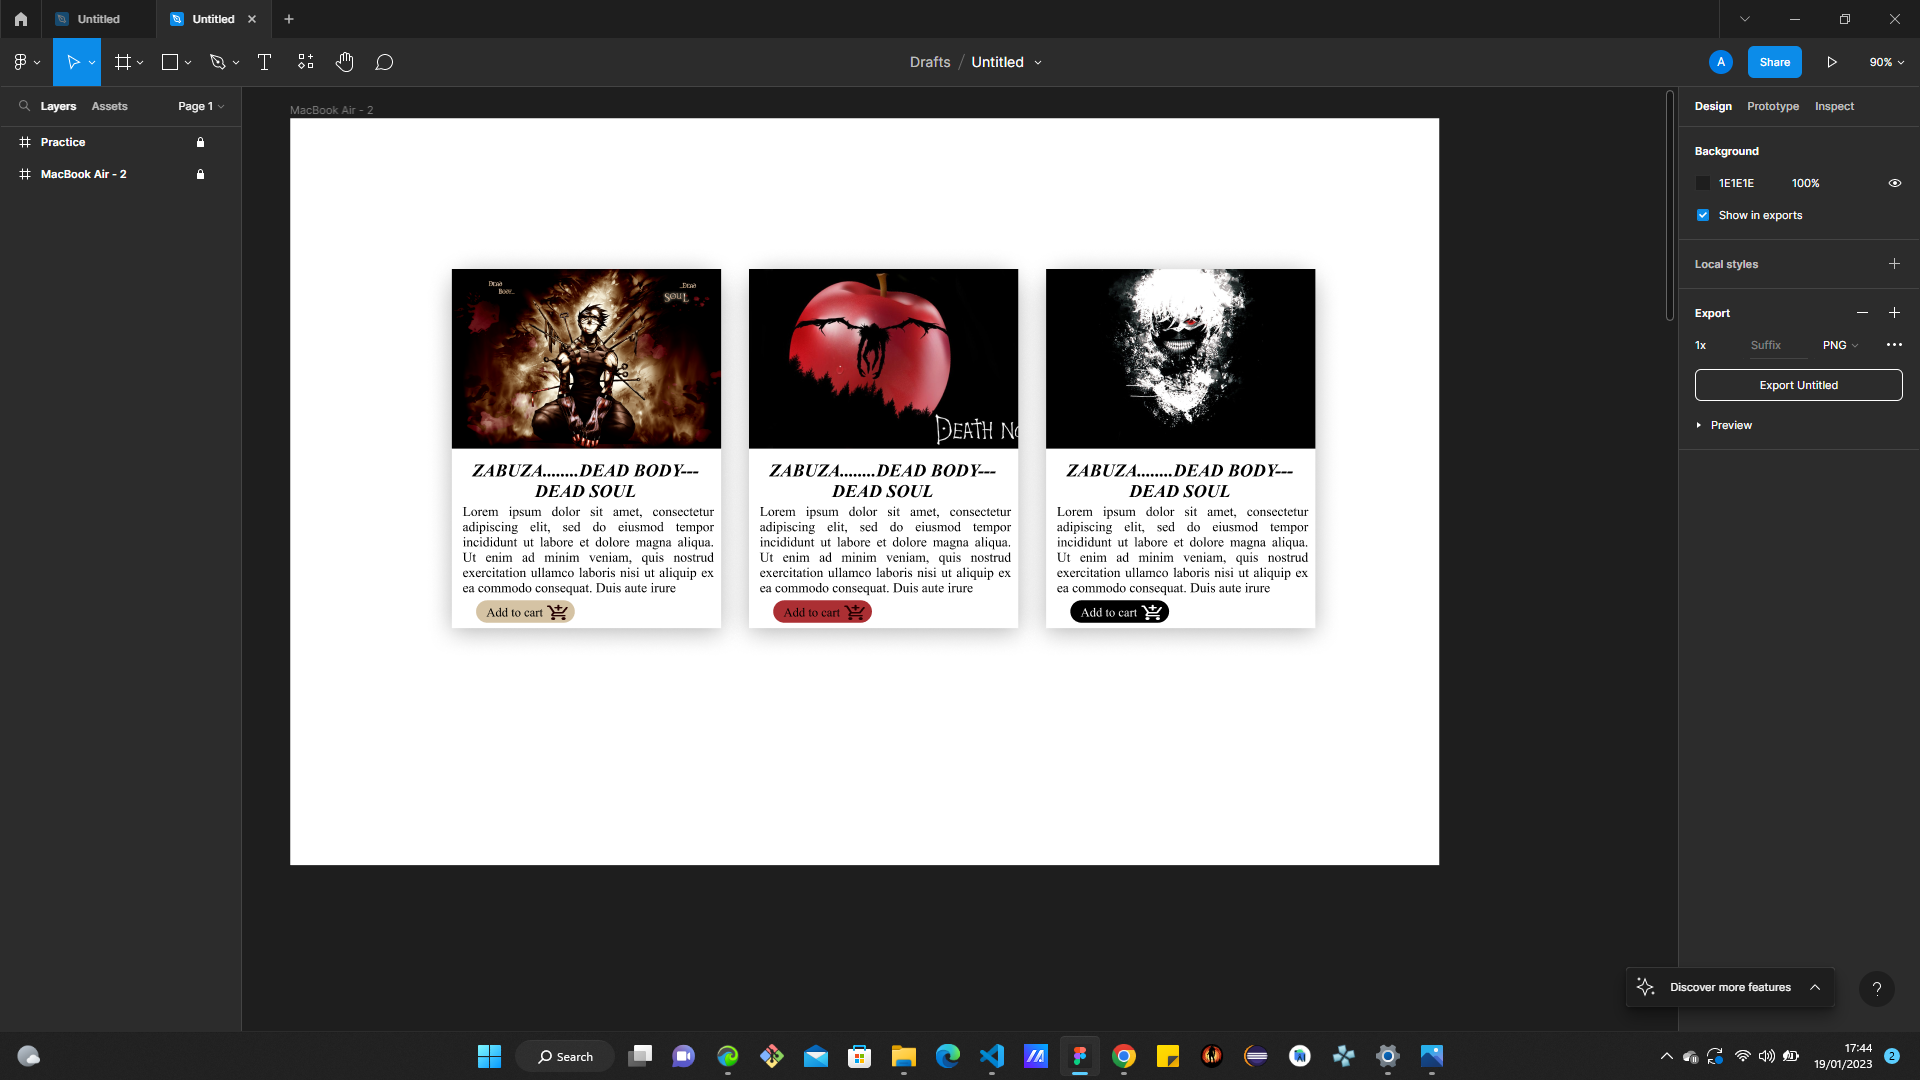 Untitled
Untitled
Drafts / Untitled
A
Share
90%
Layers
Assets
Page 1
Practice
MacBook Air - 2
MacBook Air - 2
DEAD
BODY...
...DEAD
SOUL
DEATH NO
ZABUZA........DEAD BODY---
DEAD SOUL
Lorem ipsum dolor sit amet, consectetur
adipiscing elit, sed do eiusmod tempor
incididunt ut labore et dolore magna aliqua.
Ut enim ad minim veniam, quis nostrud
exercitation ullamco laboris nisi ut aliquip ex
ea commodo consequat. Duis aute irure
Add to cart
ZABUZA........DEAD BODY---
DEAD SOUL
Lorem ipsum dolor sit amet, consectetur
adipiscing elit, sed do eiusmod tempor
incididunt ut labore et dolore magna aliqua.
Ut enim ad minim veniam, quis nostrud
exercitation ullamco laboris nisi ut aliquip ex
ea commodo consequat. Duis aute irure
Add to cart
ZABUZA........DEAD BODY---
DEAD SOUL
Lorem ipsum dolor sit amet, consectetur
adipiscing elit, sed do eiusmod tempor
incididunt ut labore et dolore magna aliqua.
Ut enim ad minim veniam, quis nostrud
exercitation ullamco laboris nisi ut aliquip ex
ea commodo consequat. Duis aute irure
Add to cart
Design
Prototype
Inspect
Background
1E1E1E
100%
Show in exports
Local styles
Export
1x
Suffix
PNG
Export Untitled
Preview
Discover more features
?
Search
17:44
19/01/2023
2